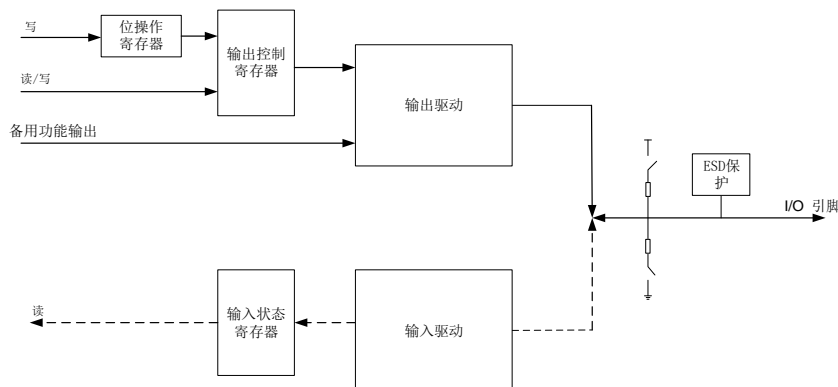 写
位操作
寄存器
输出控制
寄存器
读/写
输出驱动
备用功能输出
ESD保
护
I/O 引脚
读
输入状态
寄存器
输入驱动